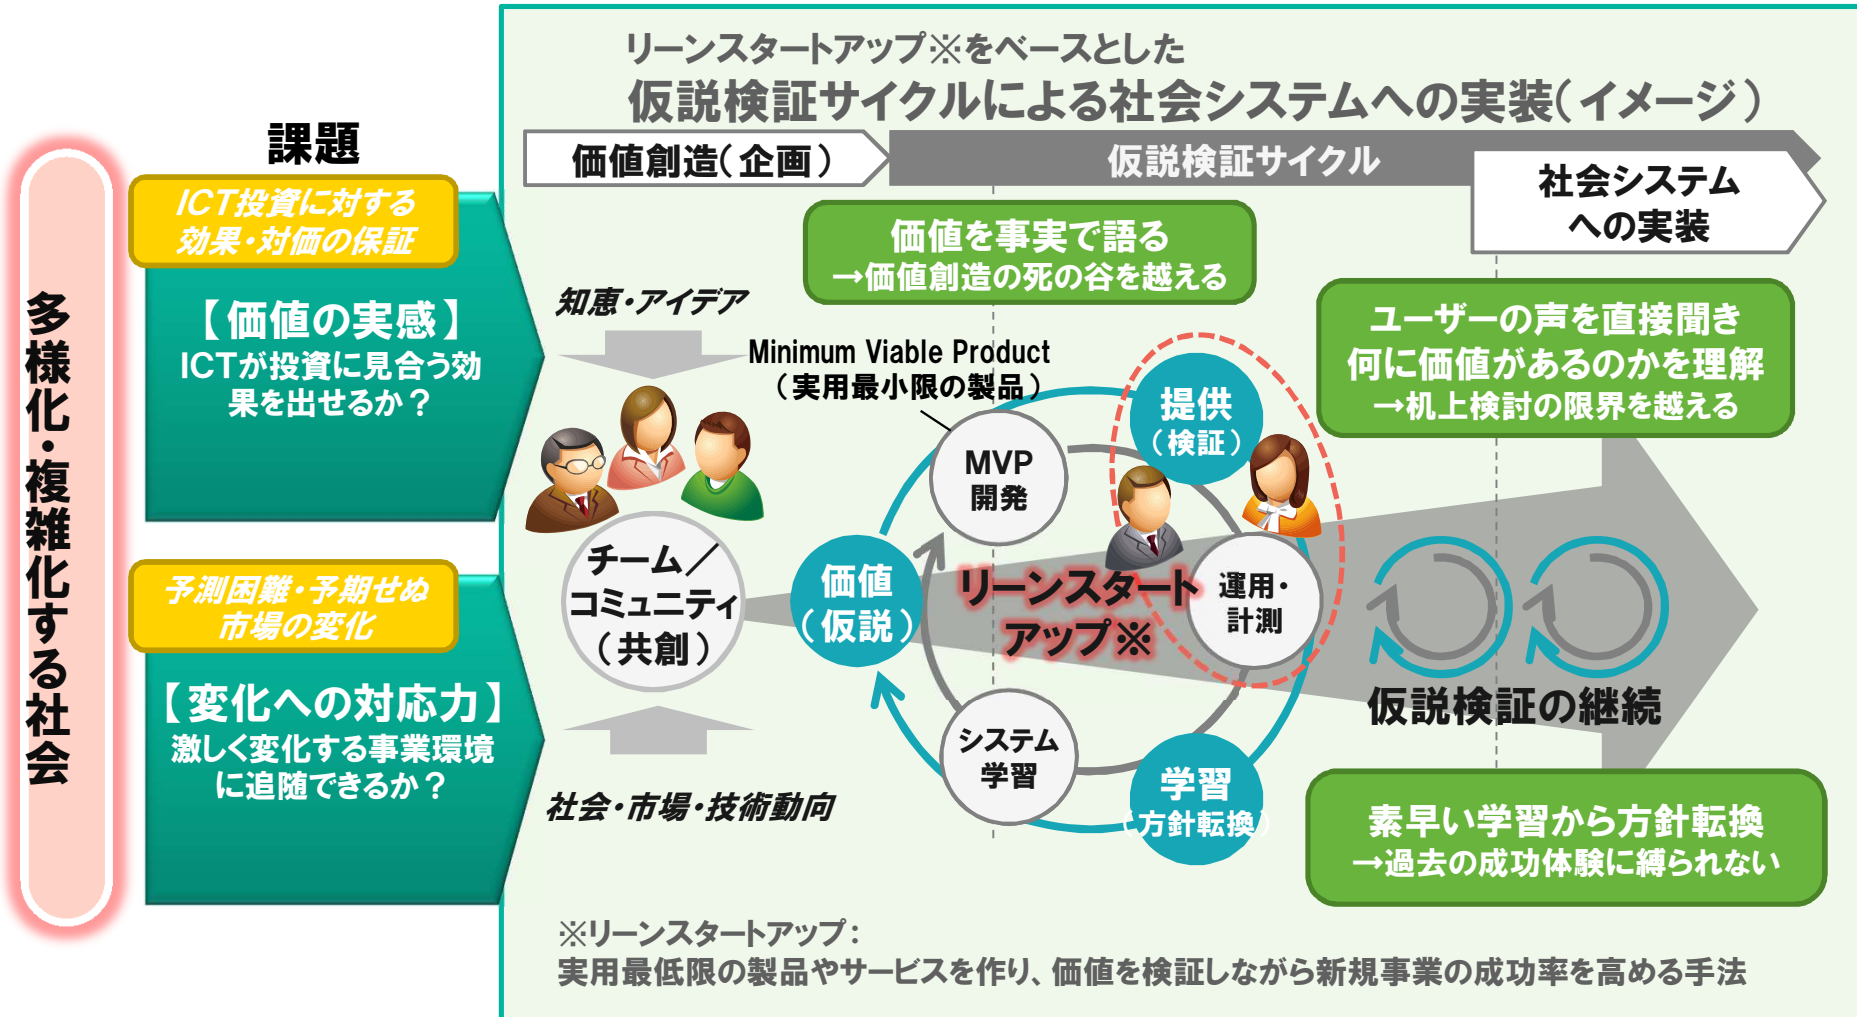 リーンスタートアップ※をベースとした
仮説検証サイクルによる社会システムへの実装(イメージ)
多様化・複雑化する社会
課題
ICT投資に対する
効果・対価の保証
【価値の実感】
ICTが投資に見合う効
果を出せるか？
予測困難・予期せぬ
市場の変化
【変化への対応力】
激しく変化する事業環境
に追随できるか？
価値創造(企画)
仮説検証サイクル
社会システム
への実装
価値を事実で語る
→価値創造の死の谷を越える
知恵・アイデア
Minimum Viable Product
(実用最小限の製品)
ユーザーの声を直接聞き
何に価値があるのかを理解
→机上検討の限界を越える
提供
(検証)
MVP
開発
チーム／
コミュニティ
(共創)
価値
(仮説)
リーンスタート
アップ※
運用・
計測
仮説検証の継続
システム
学習
学習
(方針転換)
社会・市場・技術動向
素早い学習から方針転換
→過去の成功体験に縛られない
※リーンスタートアップ：
実用最低限の製品やサービスを作り、価値を検証しながら新規事業の成功率を高める手法